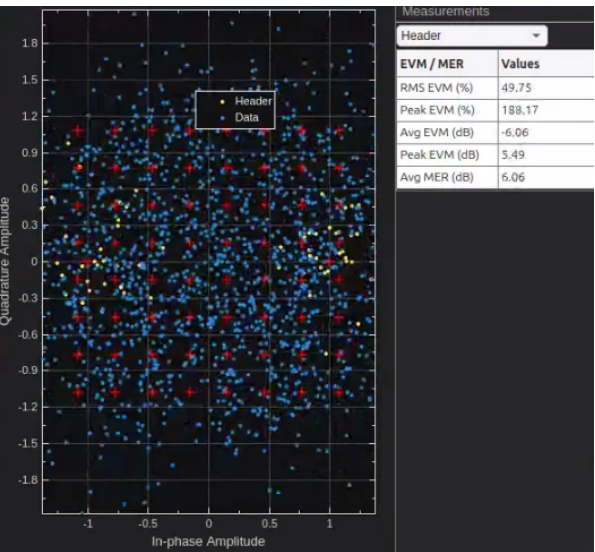 Measurements
Header
EVM / MER Values
RMS EVM (%) 49.75
Peak EVM (%) 188.17
Avg EVM (dB) -6.06
Peak EVM (dB) 5.49
Avg MER (dB) 6.06
Header
Data
Quadrature Amplitude
1.8
1.5
1.2
0.9
0.6
0.3
0
-0.3
-0.6
-0.9
-1.2
-1.5
-1.8
-1 -0.5 0 0.5 1
In-phase Amplitude